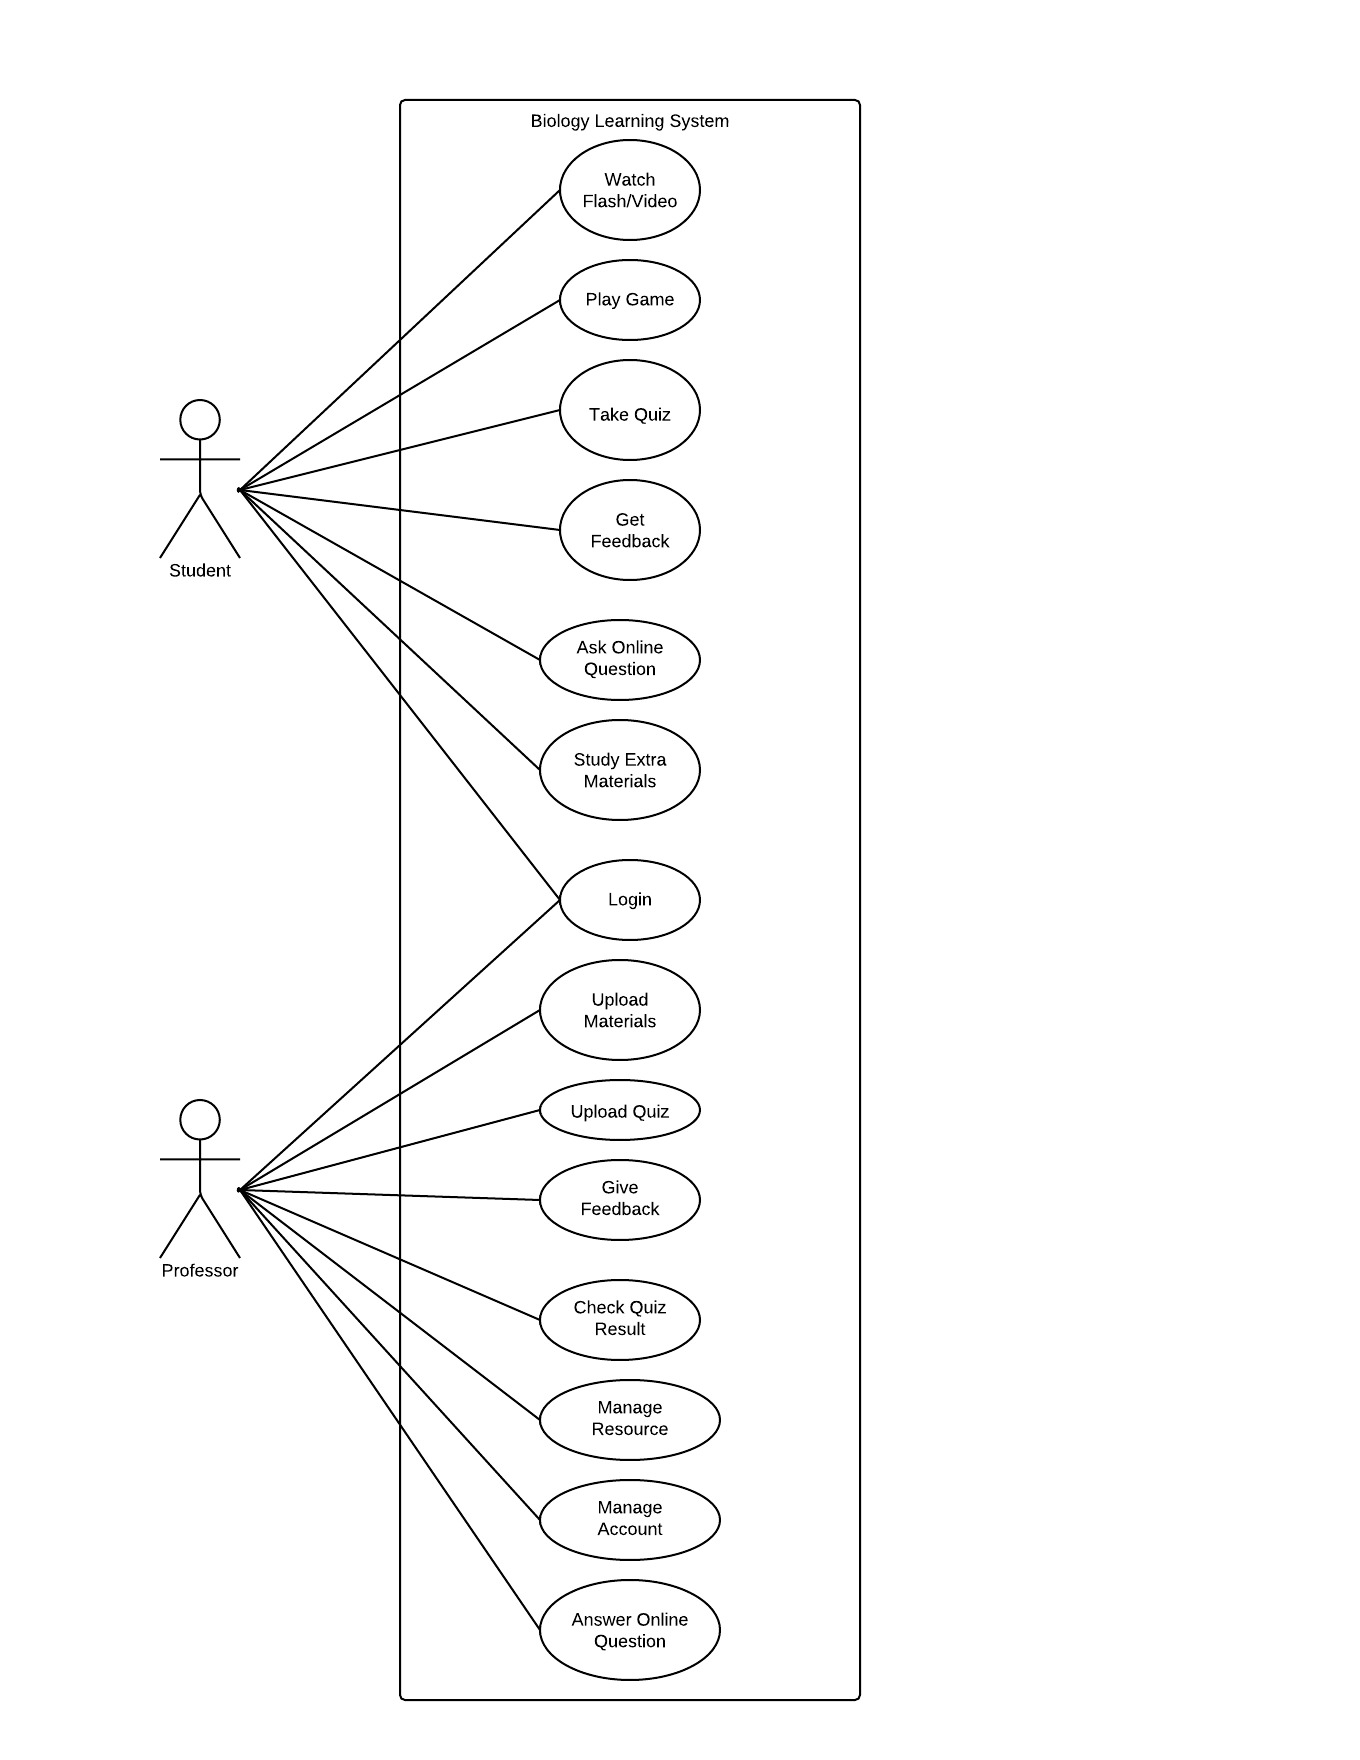 Biology Learning System
Watch
Flash/Video
Play Game
Take Quiz
Get
Feedback
Student
Ask Online
Question
Study Extra
Materials
Login
Upload
Materials
Upload Quiz
Give
Feedback
Professor
Check Quiz
Result
Manage
Resource
Manage
Account
Answer Online
Question